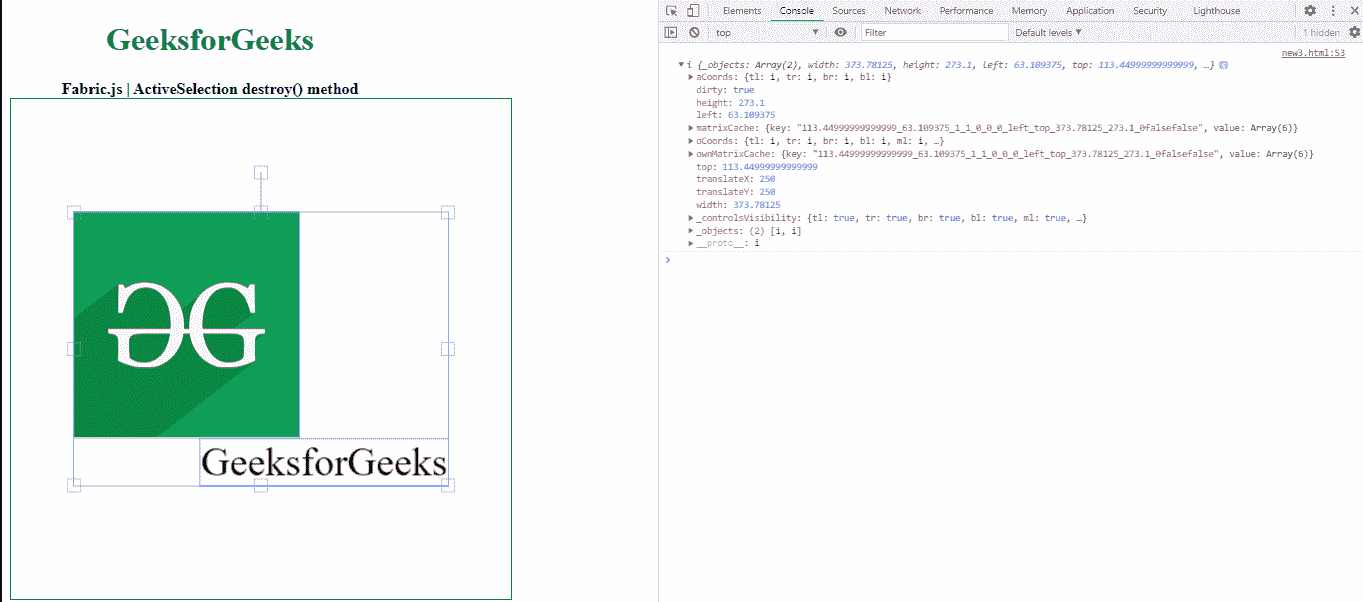 GeeksforGeeks
Fabric.js | ActiveSelection destroy() method
GeeksforGeeks
Elements Console Sources Network Performance Memory Application Security Lighthouse
top Filter Default levels 1 hidden
new3.html:53
i {_objects: Array(2), width: 373.78125, height: 273.1, left: 63.109375, top: 113.44999999999999, …}
aCoords: {tl: i, tr: i, br: i, bl: i}
dirty: true
height: 273.1
left: 63.109375
matrixCache: {key: "113.44999999999999_63.109375_1_1_0_0_0_left_top_373.78125_273.1_0falsefalse", value: Array(6)}
oCoords: {tl: i, tr: i, br: i, bl: i, ml: i, …}
ownMatrixCache: {key: "113.44999999999999_63.109375_1_1_0_0_0_left_top_373.78125_273.1_0falsefalse", value: Array(6)}
top: 113.44999999999999
translateX: 250
translateY: 250
width: 373.78125
_controlsVisibility: {tl: true, tr: true, br: true, bl: true, ml: true, …}
_objects: (2) [i, i]
__proto__: i